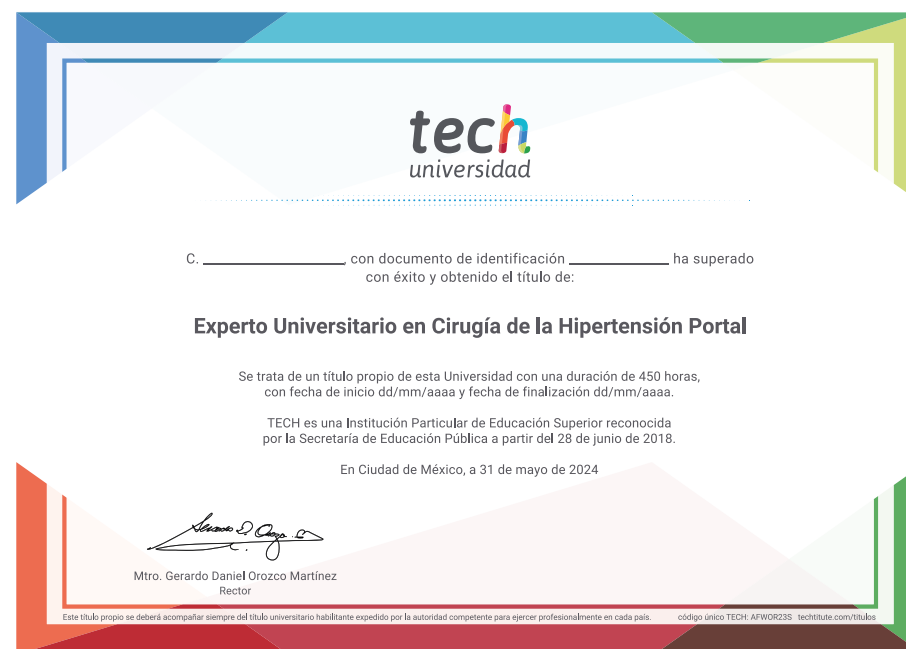 tech
universidad
C. ____________, con documento de identificación ____________ ha superado
con éxito y obtenido el título de:
Experto Universitario en Cirugía de la Hipertensión Portal
Se trata de un título propio de esta Universidad con una duración de 450 horas,
con fecha de inicio dd/mm/aaaa y fecha de finalización dd/mm/aaaa.
TECH es una Institución Particular de Educación Superior reconocida
por la Secretaría de Educación Pública a partir del 28 de junio de 2018.
En Ciudad de México, a 31 de mayo de 2024
Mtro. Gerardo Daniel Orozco Martínez
Rector
Este título propio se deberá acompañar siempre del título universitario habilitante expedido por la autoridad competente para ejercer profesionalmente en cada país. código único TECH: AFWOR23S techtitute.com/titulos